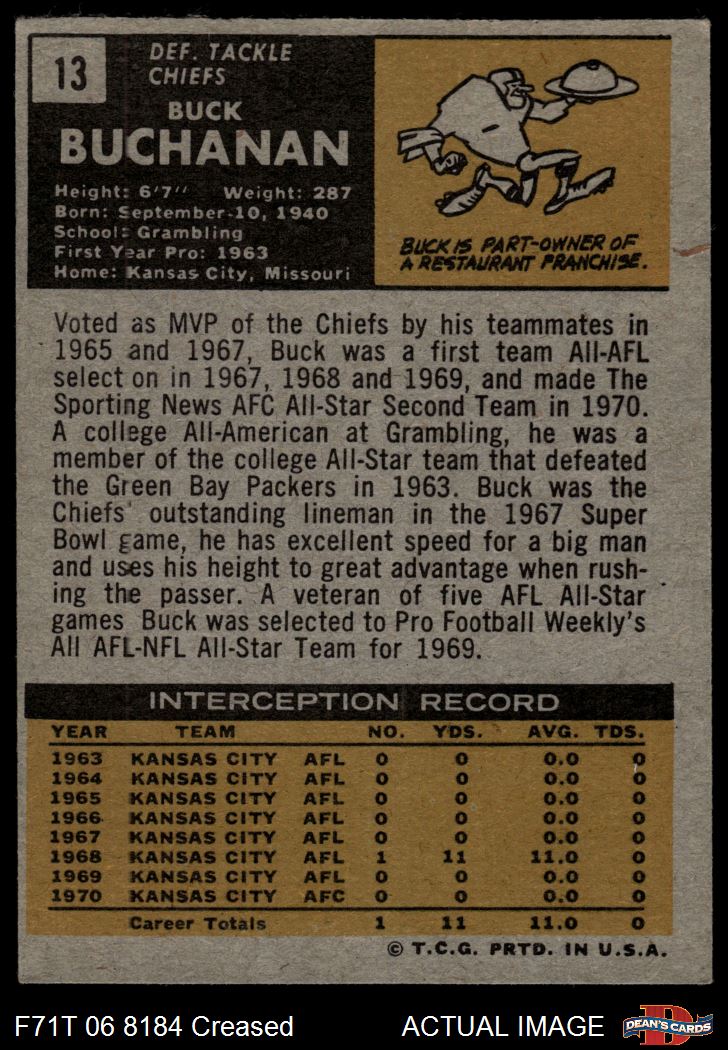 13
DEF. TACKLE
CHIEFS
BUCK
BUCHANAN
Height: 6'7" Weight: 287
Born: September 10, 1940
School: Grambling
First Year Pro: 1963
Home: Kansas City, Missouri
BUCK IS PART-OWNER OF
A RESTAURANT FRANCHISE.
Voted as MVP of the Chiefs by his teammates in
1965 and 1967, Buck was a first team All-AFL
select on in 1967, 1968 and 1969, and made The
Sporting News AFC All-Star Second Team in 1970.
A college All-American at Grambling, he was a
member of the college All-Star team that defeated
the Green Bay Packers in 1963. Buck was the
Chiefs' outstanding lineman in the 1967 Super
Bowl game, he has excellent speed for a big man
and uses his height to great advantage when rush-
ing the passer. A veteran of five AFL All-Star
games Buck was selected to Pro Football Weekly's
All AFL-NFL All-Star Team for 1969.
INTERCEPTION RECORD
YEAR TEAM NO. YDS. AVG. TDS.
1963 KANSAS CITY AFL 0 0 0.0 0
1964 KANSAS CITY AFL 0 0 0.0 0
1965 KANSAS CITY AFL 0 0 0.0 0
1966 KANSAS CITY AFL 0 0 0.0 0
1967 KANSAS CITY AFL 0 0 0.0 0
1968 KANSAS CITY AFL 1 11 11.0 0
1969 KANSAS CITY AFL 0 0 0.0 0
1970 KANSAS CITY AFC 0 0 0.0 0
Career Totals 1 11 11.0 0
© T.C.G. PRTD. IN U.S.A.
F71T 06 8184 Creased ACTUAL IMAGE D DEAN'S CARDS